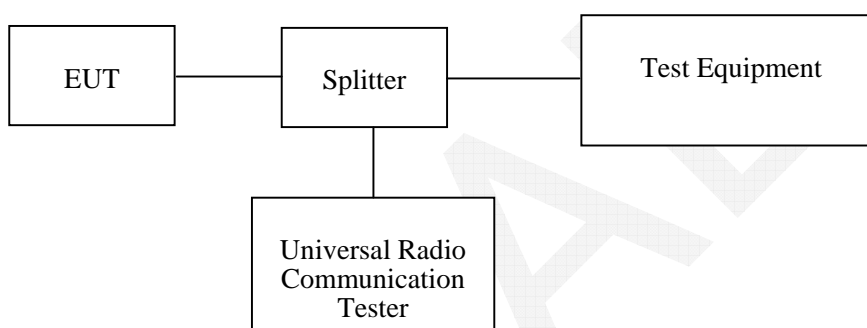 EUT
Splitter
Test Equipment
Universal Radio
Communication
Tester